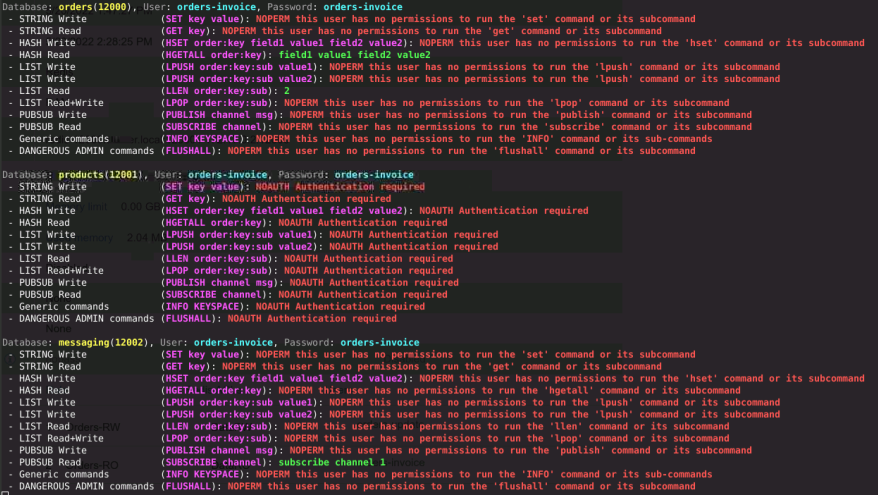 Database: orders(12000), User: orders-invoice, Password: orders-invoice
- STRING Write (SET key value): NOPERM this user has no permissions to run the 'set' command or its subcommand
- STRING Read (GET key): NOPERM this user has no permissions to run the 'get' command or its subcommand
- HASH Write (HSET order:key field1 value1 field2 value2): NOPERM this user has no permissions to run the 'hset' command or its subcommand
- HASH Read (HGETALL order:key): field1 value1 field2 value2
- LIST Write (LPUSH order:key:sub value1): NOPERM this user has no permissions to run the 'lpush' command or its subcommand
- LIST Write (LPUSH order:key:sub value2): NOPERM this user has no permissions to run the 'lpush' command or its subcommand
- LIST Read (LLEN order:key:sub): 2
- LIST Read+Write (LPOP order:key:sub): NOPERM this user has no permissions to run the 'lpop' command or its subcommand
- PUBSUB Write (PUBLISH channel msg): NOPERM this user has no permissions to run the 'publish' command or its subcommand
- PUBSUB Read (SUBSCRIBE channel): NOPERM this user has no permissions to run the 'subscribe' command or its subcommand
- Generic commands (INFO KEYSPACE): NOPERM this user has no permissions to run the 'INFO' command or its sub-commands
- DANGEROUS ADMIN commands (FLUSHALL): NOPERM this user has no permissions to run the 'flushall' command or its subcommand
Database: products(12001), User: orders-invoice, Password: orders-invoice
- STRING Write (SET key value): NOAUTH Authentication required
- STRING Read (GET key): NOAUTH Authentication required
- HASH Write (HSET order:key field1 value1 field2 value2): NOAUTH Authentication required
- HASH Read (HGETALL order:key): NOAUTH Authentication required
- LIST Write (LPUSH order:key:sub value1): NOAUTH Authentication required
- LIST Write (LPUSH order:key:sub value2): NOAUTH Authentication required
- LIST Read (LLEN order:key:sub): NOAUTH Authentication required
- LIST Read+Write (LPOP order:key:sub): NOAUTH Authentication required
- PUBSUB Write (PUBLISH channel msg): NOAUTH Authentication required
- PUBSUB Read (SUBSCRIBE channel): NOAUTH Authentication required
- Generic commands (INFO KEYSPACE): NOAUTH Authentication required
- DANGEROUS ADMIN commands (FLUSHALL): NOAUTH Authentication required
None
Database: messaging(12002), User: orders-invoice, Password: orders-invoice
- STRING Write (SET key value): NOPERM this user has no permissions to run the 'set' command or its subcommand
- STRING Read (GET key): NOPERM this user has no permissions to run the 'get' command or its subcommand
- HASH Write (HSET order:key field1 value1 field2 value2): NOPERM this user has no permissions to run the 'hset' command or its subcommand
- HASH Read (HGETALL order:key): NOPERM this user has no permissions to run the 'hgetall' command or its subcommand
- LIST Write (LPUSH order:key:sub value1): NOPERM this user has no permissions to run the 'lpush' command or its subcommand
- LIST Write (LPUSH order:key:sub value2): NOPERM this user has no permissions to run the 'lpush' command or its subcommand
- LIST Read (LLEN order:key:sub): NOPERM this user has no permissions to run the 'llen' command or its subcommand
- LIST Read+Write (LPOP order:key:sub): NOPERM this user has no permissions to run the 'lpop' command or its subcommand
- PUBSUB Write (PUBLISH channel msg): NOPERM this user has no permissions to run the 'publish' command or its subcommand
- PUBSUB Read (SUBSCRIBE channel): subscribe channel 1
- Generic commands (INFO KEYSPACE): NOPERM this user has no permissions to run the 'INFO' command or its sub-commands
- DANGEROUS ADMIN commands (FLUSHALL): NOPERM this user has no permissions to run the 'flushall' command or its subcommand